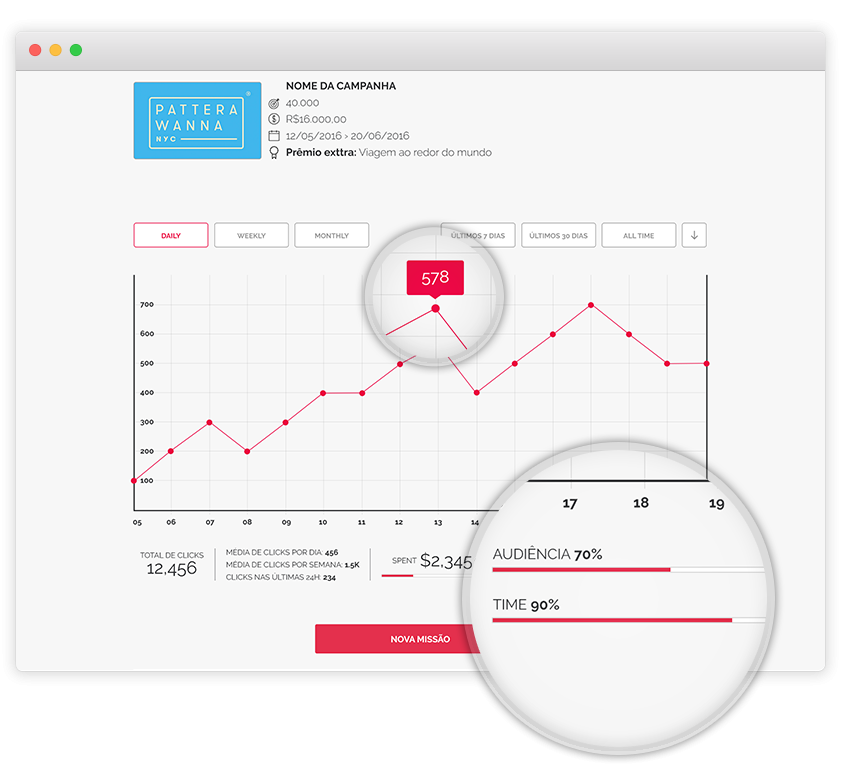 PATTERA
WANNA
NYC
®
NOME DA CAMPANHA
40.000
R$16.000,00
12/05/2016 > 20/06/2016
Prêmio exttra: Viagem ao redor do mundo
DAILY
WEEKLY
MONTHLY
ÚLTIMOS 7 DIAS
ÚLTIMOS 30 DIAS
ALL TIME
578
700
600
500
400
300
200
100
05 06 07 08 09 10 11 12 13 14
17 18 19
TOTAL DE CLICKS
12,456
MÉDIA DE CLICKS POR DIA: 456
MÉDIA DE CLICKS POR SEMANA: 1.5K
CLICKS NAS ÚLTIMAS 24H: 234
SPENT $2,345
AUDIÊNCIA 70%
TIME 90%
NOVA MISSÃO